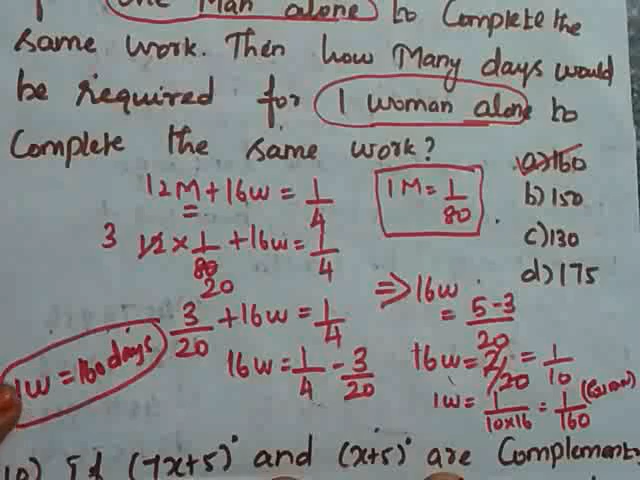 One Man alone to Complete the
same work. Then how Many days would
be required for 1 woman alone to
Complete the same work?
a) 160
b) 150
c) 130
d) 175
12M + 16W = 1/4
1M = 1/80
3 12 × 1/80 + 16W = 1/4
20
3/20 + 16W = 1/4
16W = 1/4 - 3/20
⇒ 16W
= 5-3/20
16W = 2/20 = 1/10
1W = 1/10×16 = 1/160
1W = 160 days
10) If (7x+5)° and (x+5)° are Complement